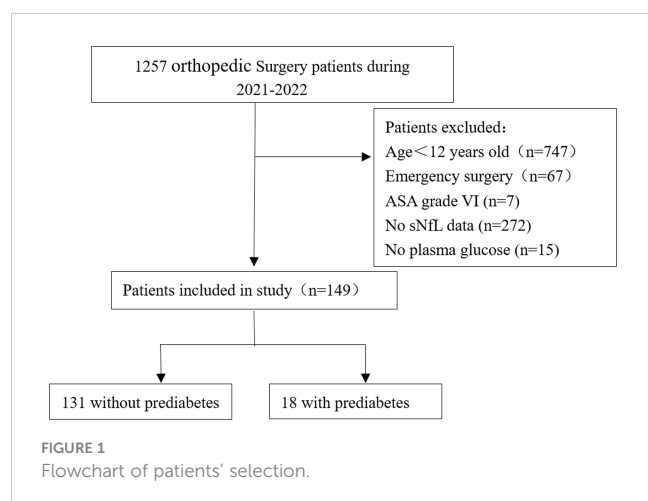 1257 orthopedic Surgery patients during
2021-2022
Patients excluded：
Age＜12 years old（n=747）
Emergency surgery（n=67）
ASA grade VI (n=7)
No sNfL data (n=272)
No plasma glucose (n=15)
Patients included in study（n=149）
131 without prediabetes
18 with prediabetes
FIGURE 1
Flowchart of patients’ selection.